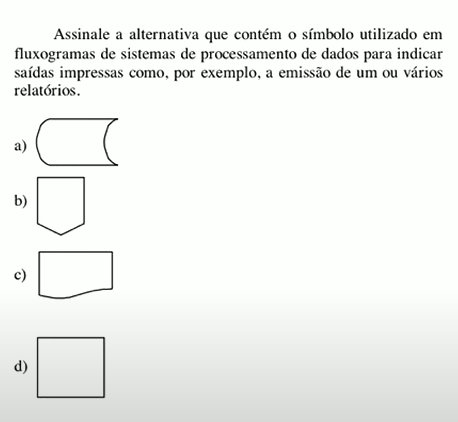 Assinale a alternativa que contém o símbolo utilizado em
fluxogramas de sistemas de processamento de dados para indicar
saídas impressas como, por exemplo, a emissão de um ou vários
relatórios.
a)
b)
c)
d)